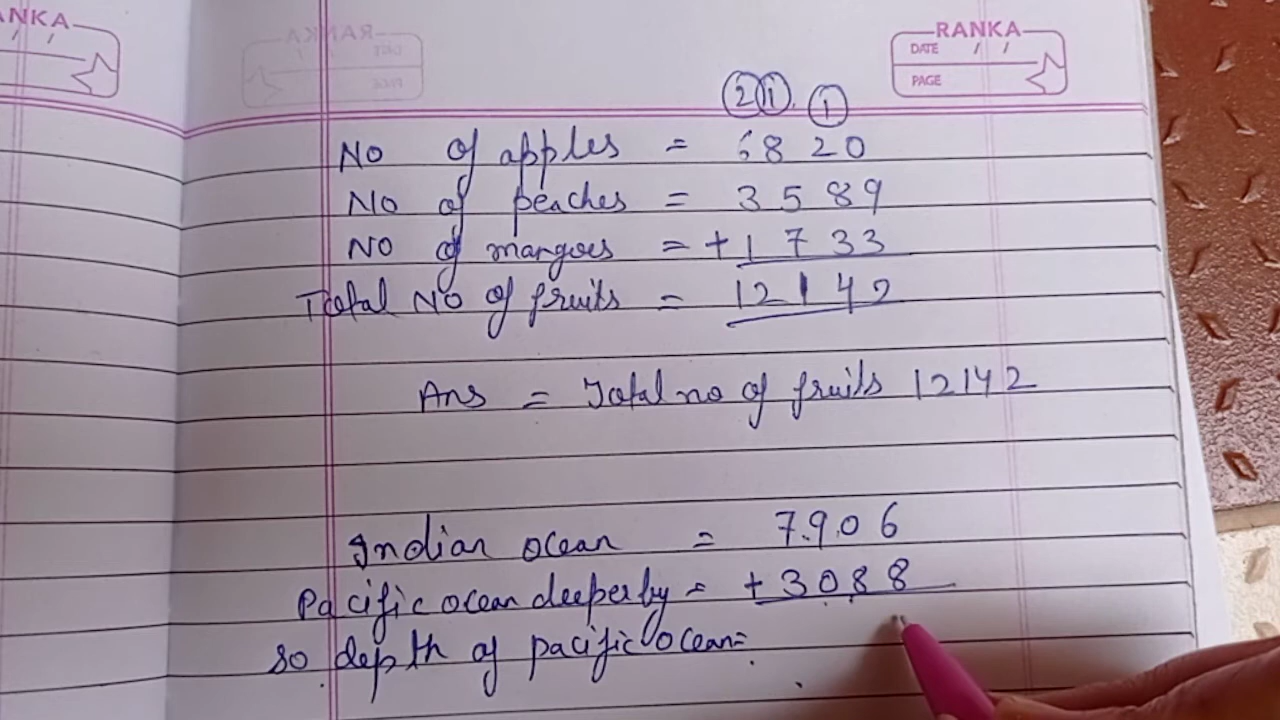 ANKA
/ /
RANKA
DATE / /
PAGE
2 1 1
No of apples = 6820
No of peaches = 3589
No of mangoes = +1733
Total No of fruits = 12142
Ans = Total no of fruits 12142
Indian ocean = 7906
Pacific ocean deeper by = +3088
so depth of pacific ocean=